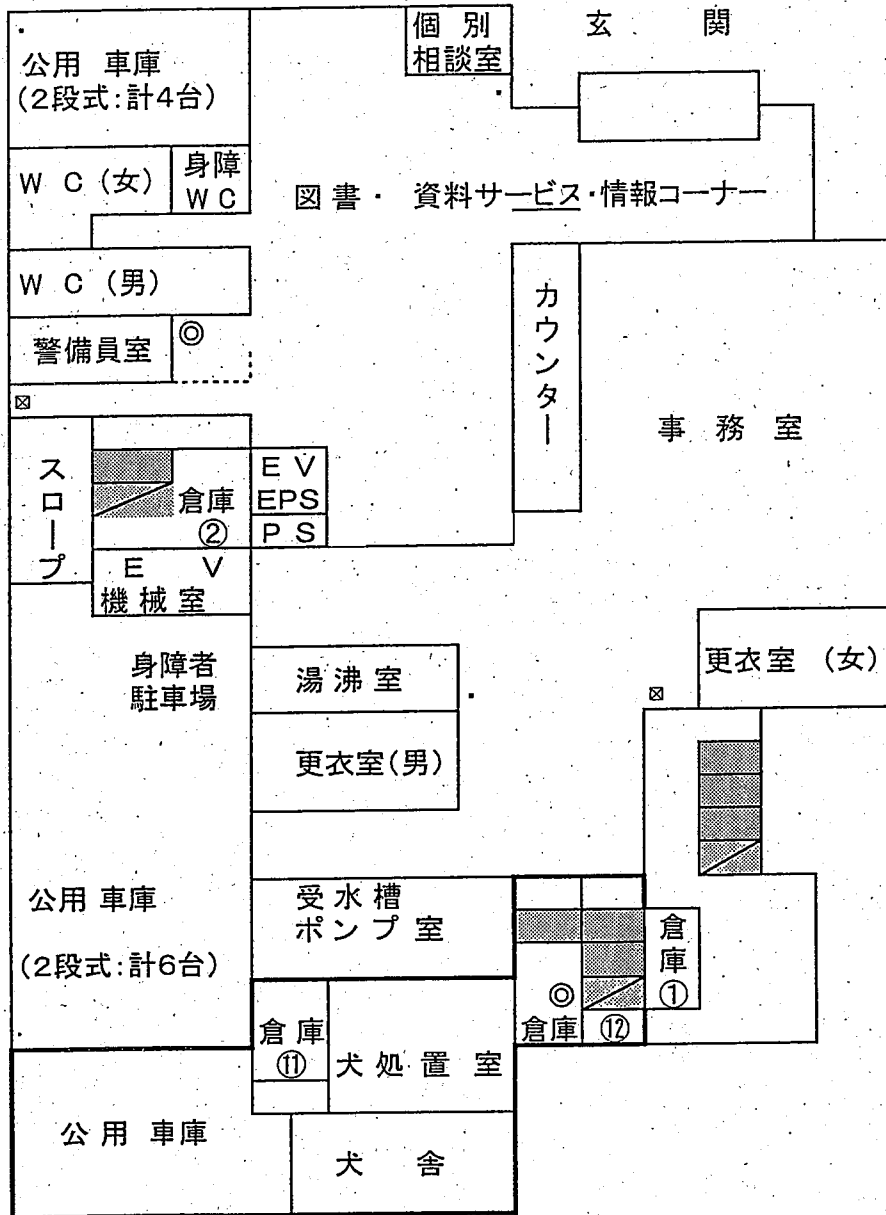 個別
相談室
玄関
公用車庫
(2段式:計4台)
WC(女)
身障
WC
図書・資料サービス・情報コーナー
WC(男)
警備員室
◎
カウンター
事務室
スロープ
倉庫
②
EV
EPS
PS
EV
機械室
身障者
駐車場
湯沸室
更衣室(女)
更衣室(男)
公用車庫
(2段式:計6台)
受水槽
ポンプ室
倉庫
①
◎
倉庫⑫
倉庫
⑪
犬処置室
公用車庫
犬舎